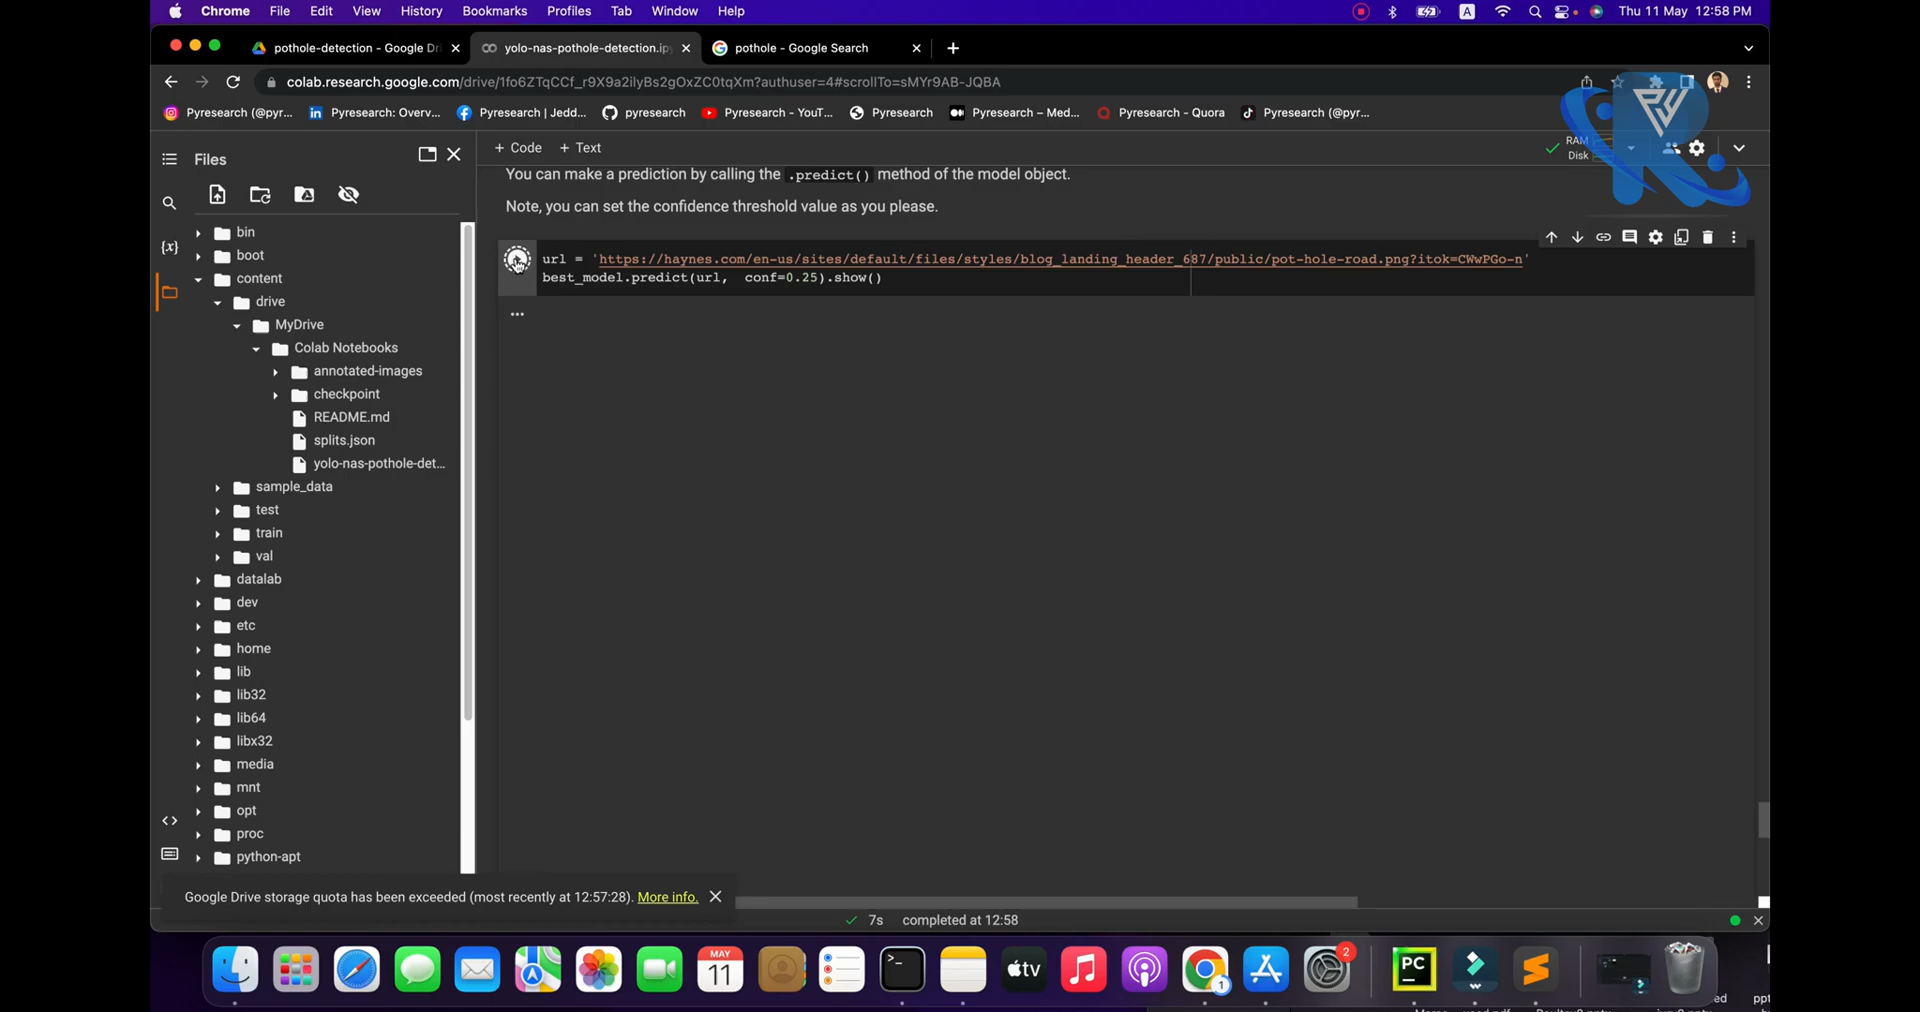 Chrome File Edit View History Bookmarks Profiles Tab Window Help
A Thu 11 May 12:58 PM
pothole-detection - Google Dri
yolo-nas-pothole-detection.ipy
pothole - Google Search
colab.research.google.com/drive/1fo6ZTqCCf_r9X9a2ilyBs2gOxZC0tqXm?authuser=4#scrollTo=sMYr9AB-JQBA
Pyresearch (@pyr... Pyresearch: Overv... Pyresearch | Jedd... pyresearch Pyresearch - YouT... Pyresearch Pyresearch – Med... Pyresearch - Quora Pyresearch (@pyr...
Files
+ Code + Text
RAM
Disk
You can make a prediction by calling the .predict() method of the model object.
Note, you can set the confidence threshold value as you please.
url = 'https://haynes.com/en-us/sites/default/files/styles/blog_landing_header_687/public/pot-hole-road.png?itok=CWwPGo-n'
best_model.predict(url, conf=0.25).show()
...
{x}
bin
boot
content
drive
MyDrive
Colab Notebooks
annotated-images
checkpoint
README.md
splits.json
yolo-nas-pothole-det...
sample_data
test
train
val
datalab
dev
etc
home
lib
lib32
lib64
libx32
media
mnt
opt
proc
python-apt
Google Drive storage quota has been exceeded (most recently at 12:57:28). More info.
7s completed at 12:58
MAY
11
tv
1
2
PC